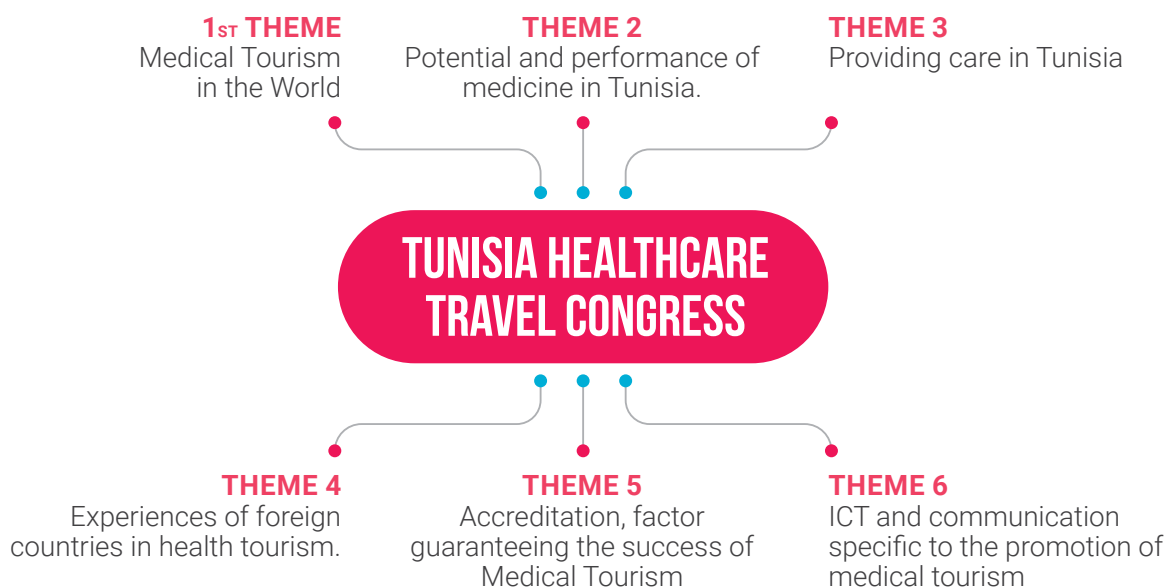 1ST THEME
Medical Tourism
in the World
THEME 2
Potential and performance of
medicine in Tunisia.
THEME 3
Providing care in Tunisia
TUNISIA HEALTHCARE
TRAVEL CONGRESS
THEME 4
Experiences of foreign
countries in health tourism.
THEME 5
Accreditation, factor
guaranteeing the success of
Medical Tourism
THEME 6
ICT and communication
specific to the promotion of
medical tourism